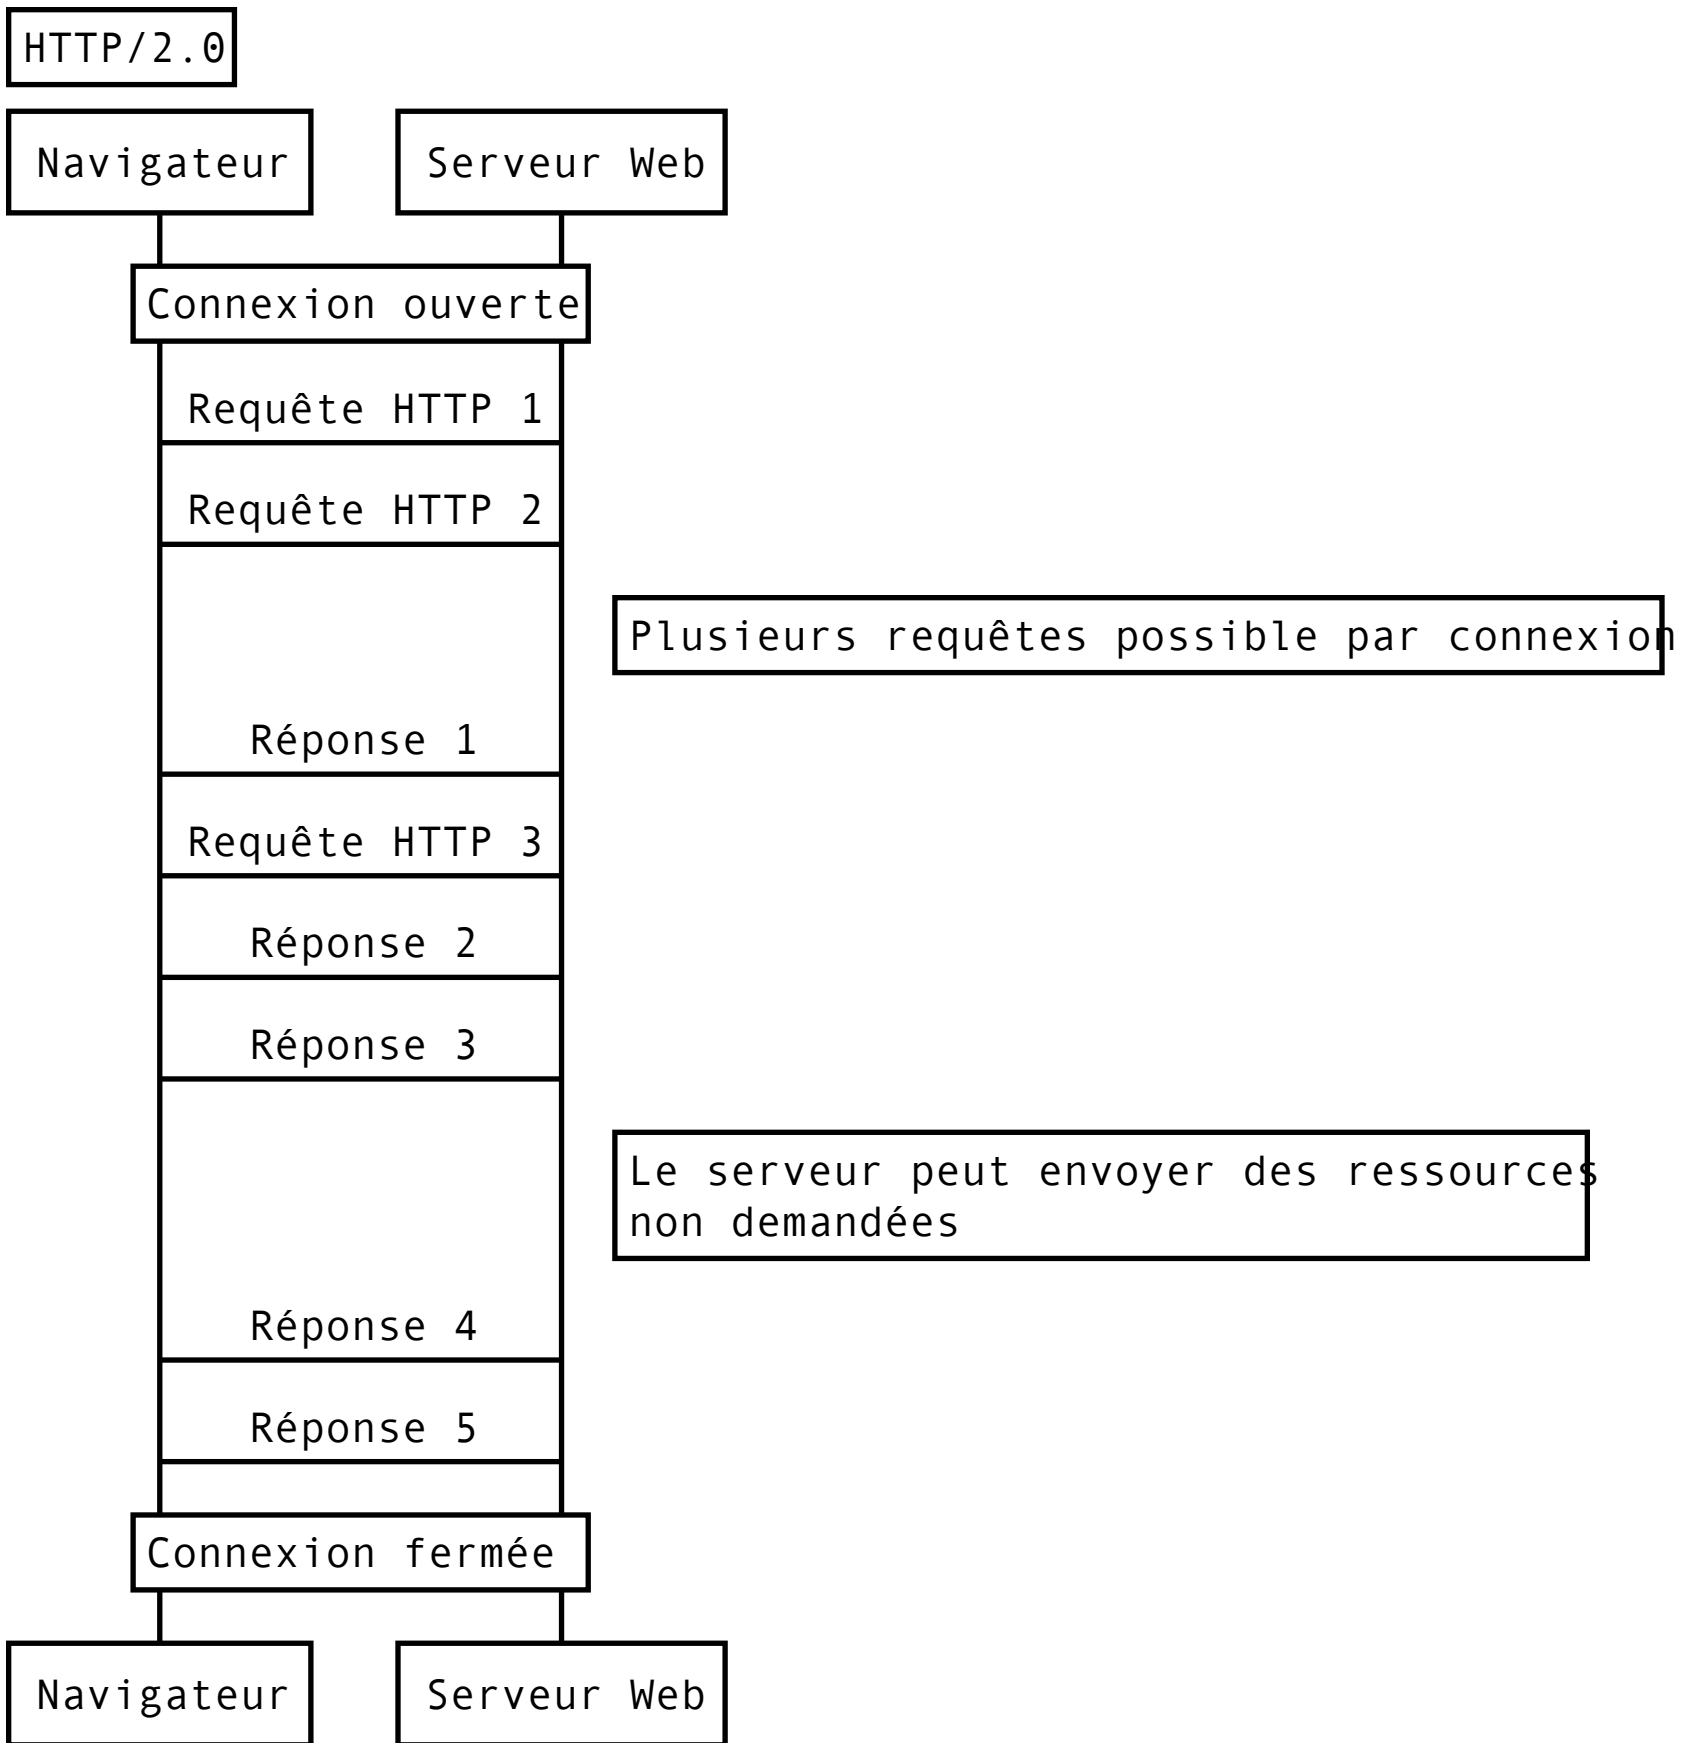 HTTP/2.0
Navigateur
Serveur Web
Connexion ouverte
Requête HTTP 1
Requête HTTP 2
Plusieurs requêtes possible par connexion
Réponse 1
Requête HTTP 3
Réponse 2
Réponse 3
Le serveur peut envoyer des ressources
non demandées
Réponse 4
Réponse 5
Connexion fermée
Navigateur
Serveur Web